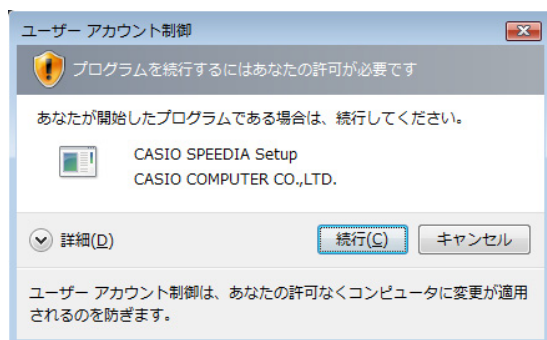 ユーザー アカウント制御
プログラムを続行するにはあなたの許可が必要です
あなたが開始したプログラムである場合は、続行してください。
CASIO SPEEDIA Setup
CASIO COMPUTER CO.,LTD.
詳細(D)
続行(C)
キャンセル
ユーザー アカウント制御は、あなたの許可なくコンピュータに変更が適用
されるのを防ぎます。